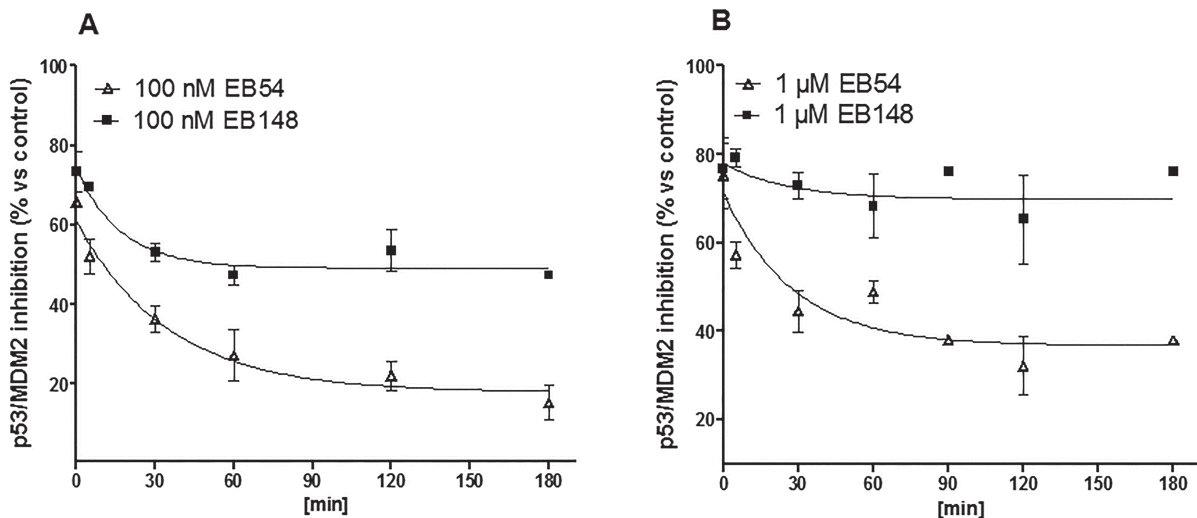 A
p53/MDM2 inhibition (% vs control)
100
80
60
40
20
100 nM EB54
100 nM EB148
0 30 60 90 120 150 180
[min]
B
p53/MDM2 inhibition (% vs control)
100
80
60
40
20
1 µM EB54
1 µM EB148
0 30 60 90 120 150 180
[min]